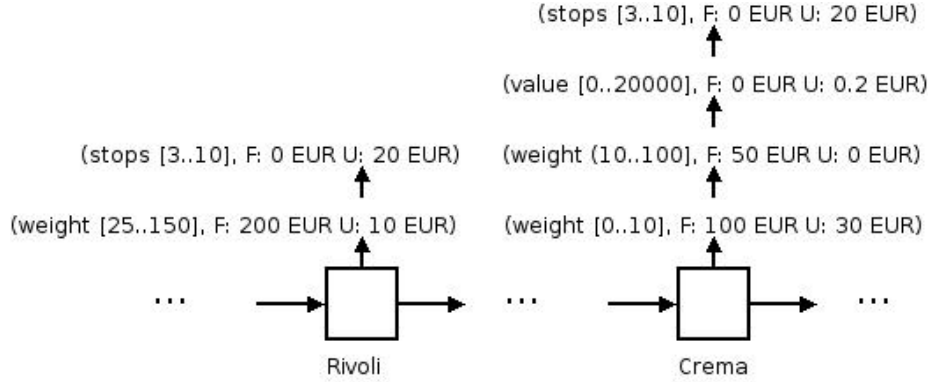 (stops [3..10], F: 0 EUR U: 20 EUR)
(value [0..20000], F: 0 EUR U: 0.2 EUR)
(stops [3..10], F: 0 EUR U: 20 EUR) (weight (10..100], F: 50 EUR U: 0 EUR)
(weight [25..150], F: 200 EUR U: 10 EUR) (weight [0..10], F: 100 EUR U: 30 EUR)
... ... ...
Rivoli Crema